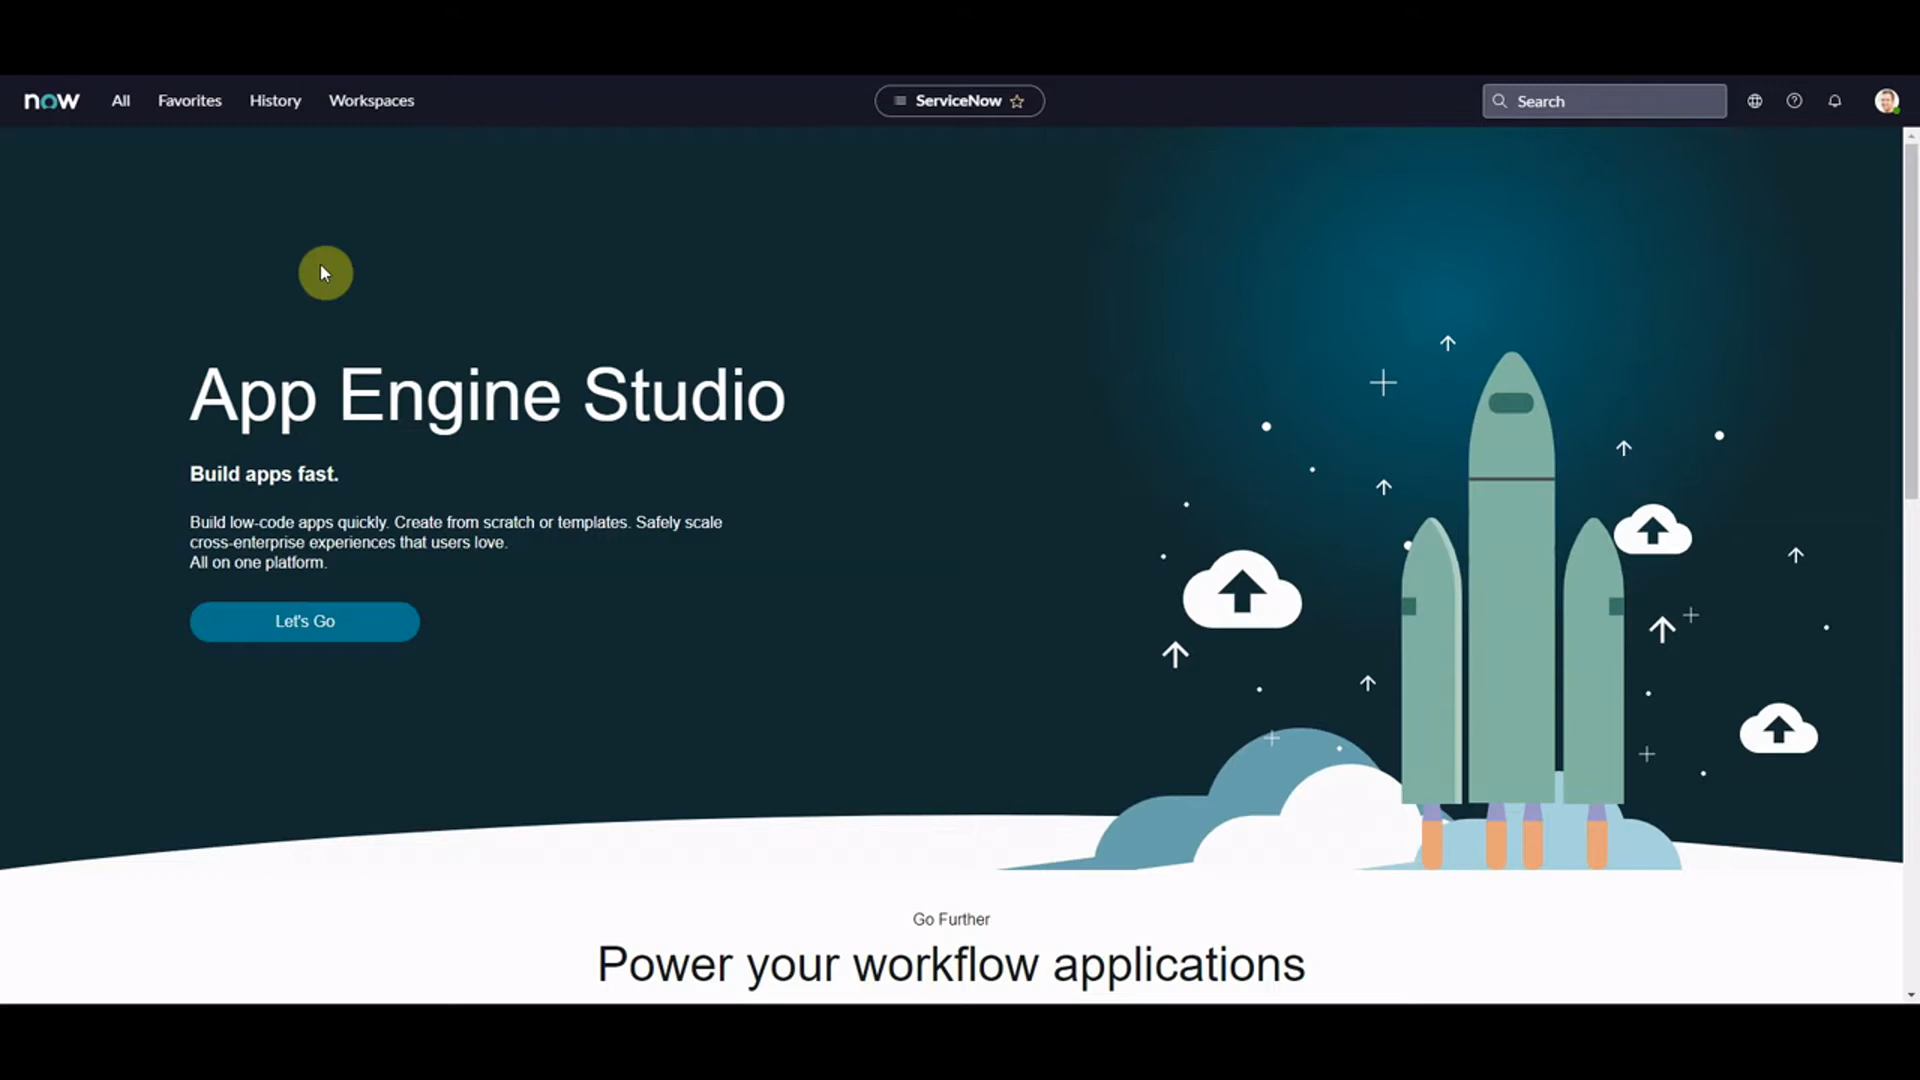 now All Favorites History Workspaces ServiceNow Search
App Engine Studio
Build apps fast.
Build low-code apps quickly. Create from scratch or templates. Safely scale
cross-enterprise experiences that users love.
All on one platform.
Let's Go
Go Further
Power your workflow applications